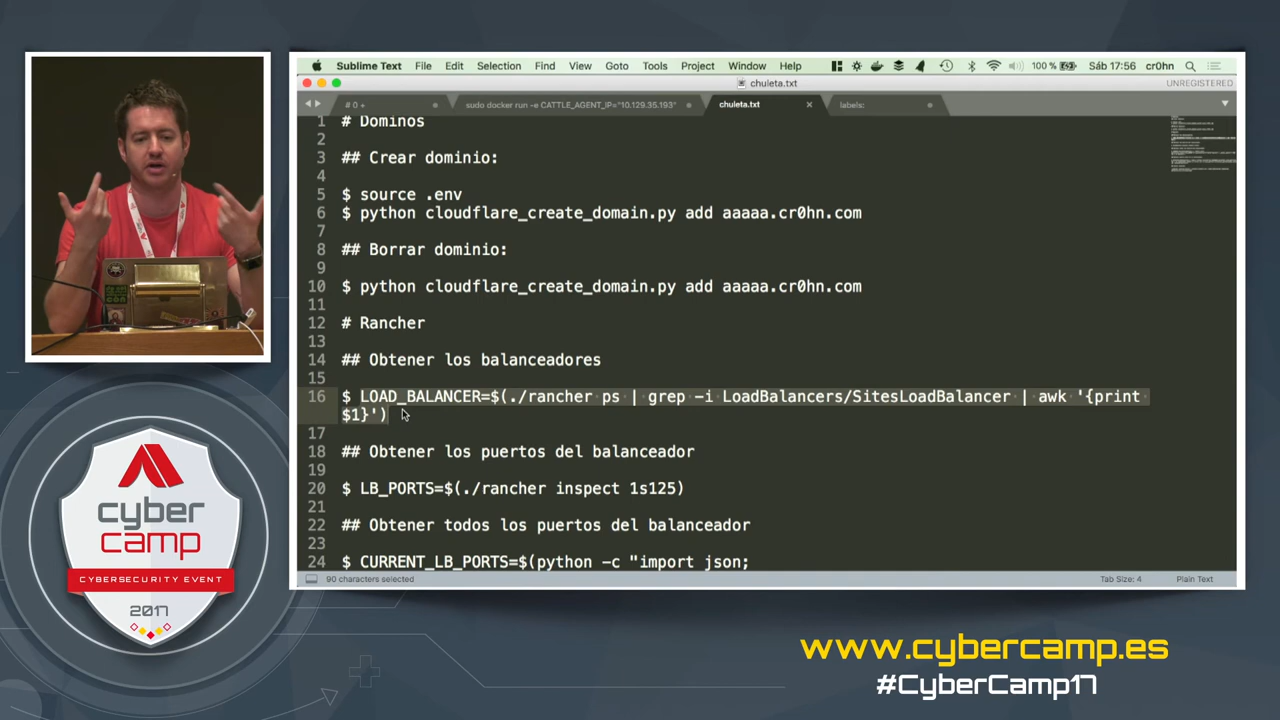 Sublime Text File Edit Selection Find View Goto Tools Project Window Help 100 % Sáb 17:56 cr0hn
chuleta.txt
UNREGISTERED
# 0 + sudo docker run -e CATTLE_AGENT_IP="10.129.35.193" chuleta.txt labels:
1 # Dominos
2
3 ## Crear dominio:
4
5 $ source .env
6 $ python cloudflare_create_domain.py add aaaaa.cr0hn.com
7
8 ## Borrar dominio:
9
10 $ python cloudflare_create_domain.py add aaaaa.cr0hn.com
11
12 # Rancher
13
14 ## Obtener los balanceadores
15
16 $ LOAD_BALANCER=$(./rancher ps | grep -i LoadBalancers/SitesLoadBalancer | awk '{print
$1}')
17
18 ## Obtener los puertos del balanceador
19
20 $ LB_PORTS=$(./rancher inspect 1s125)
21
22 ## Obtener todos los puertos del balanceador
23
24 $ CURRENT_LB_PORTS=$(python -c "import json;
90 characters selected Tab Size: 4 Plain Text
cyber
camp
CYBERSECURITY EVENT
2017
www.cybercamp.es
#CyberCamp17